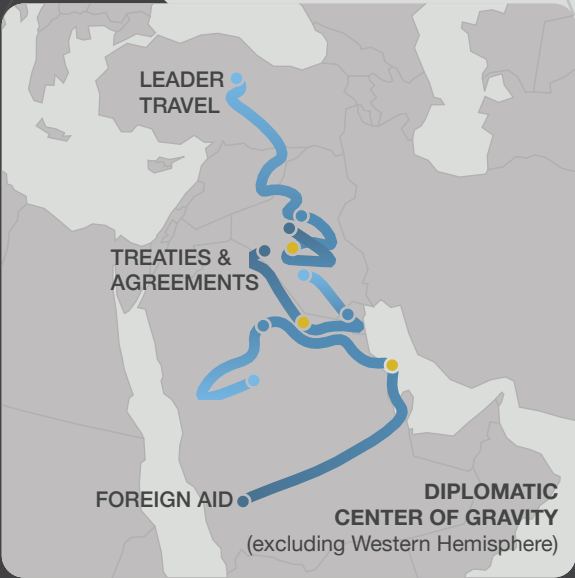 LEADER
TRAVEL
TREATIES &
AGREEMENTS
FOREIGN AID
DIPLOMATIC
CENTER OF GRAVITY
(excluding Western Hemisphere)